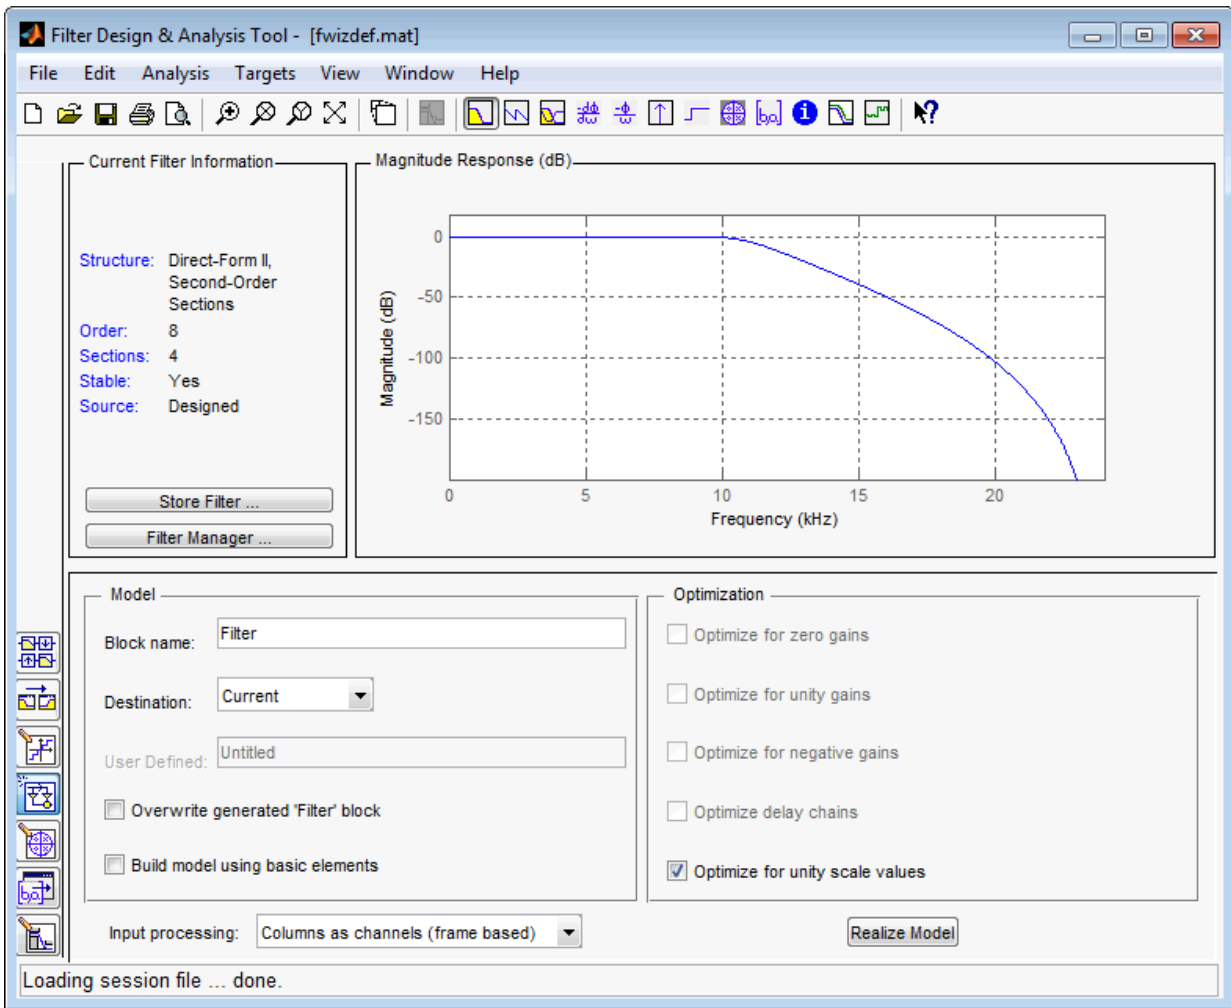 Filter Design & Analysis Tool - [fwizdef.mat]
File Edit Analysis Targets View Window Help
Current Filter Information
Structure: Direct-Form II,
Second-Order
Sections
Order: 8
Sections: 4
Stable: Yes
Source: Designed
Store Filter ...
Filter Manager ...
Magnitude Response (dB)
0
-50
-100
-150
Magnitude (dB)
0 5 10 15 20
Frequency (kHz)
Model
Block name: Filter
Destination: Current
User Defined: Untitled
Overwrite generated 'Filter' block
Build model using basic elements
Input processing: Columns as channels (frame based)
Optimization
Optimize for zero gains
Optimize for unity gains
Optimize for negative gains
Optimize delay chains
Optimize for unity scale values
Realize Model
Loading session file ... done.